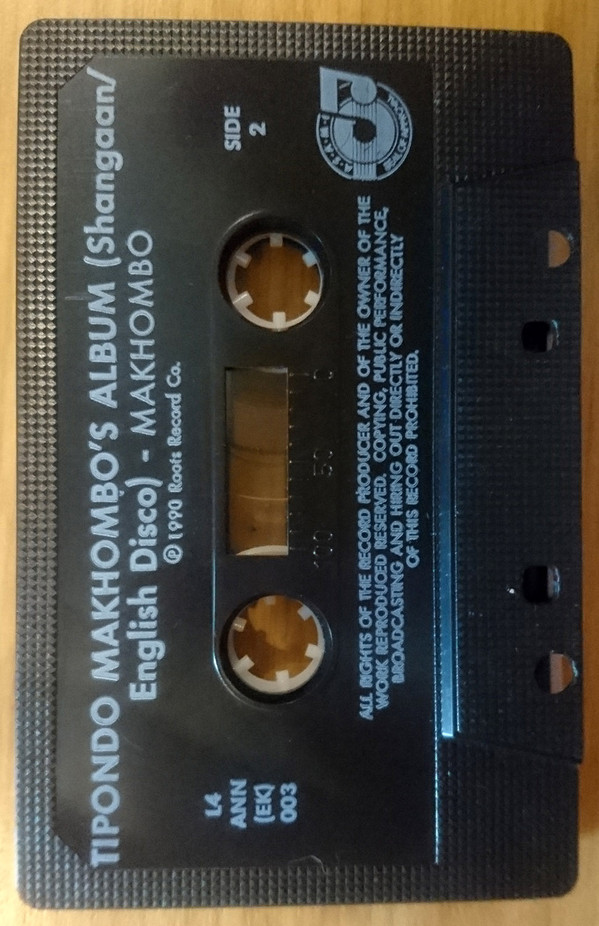 TIPONDO MAKHOMBO'S ALBUM (Shangaan/
English Disco) - MAKHOMBO
℗ 1990 Roots Record Co.
L4
ANN
(EK)
003
SIDE
2
100 50 0
ALL RIGHTS OF THE RECORD PRODUCER AND OF THE OWNER OF THE
WORK REPRODUCED RESERVED. COPYING, PUBLIC PERFORMANCE,
BROADCASTING AND HIRING OUT DIRECTLY OR INDIRECTLY
OF THIS RECORD PROHIBITED.